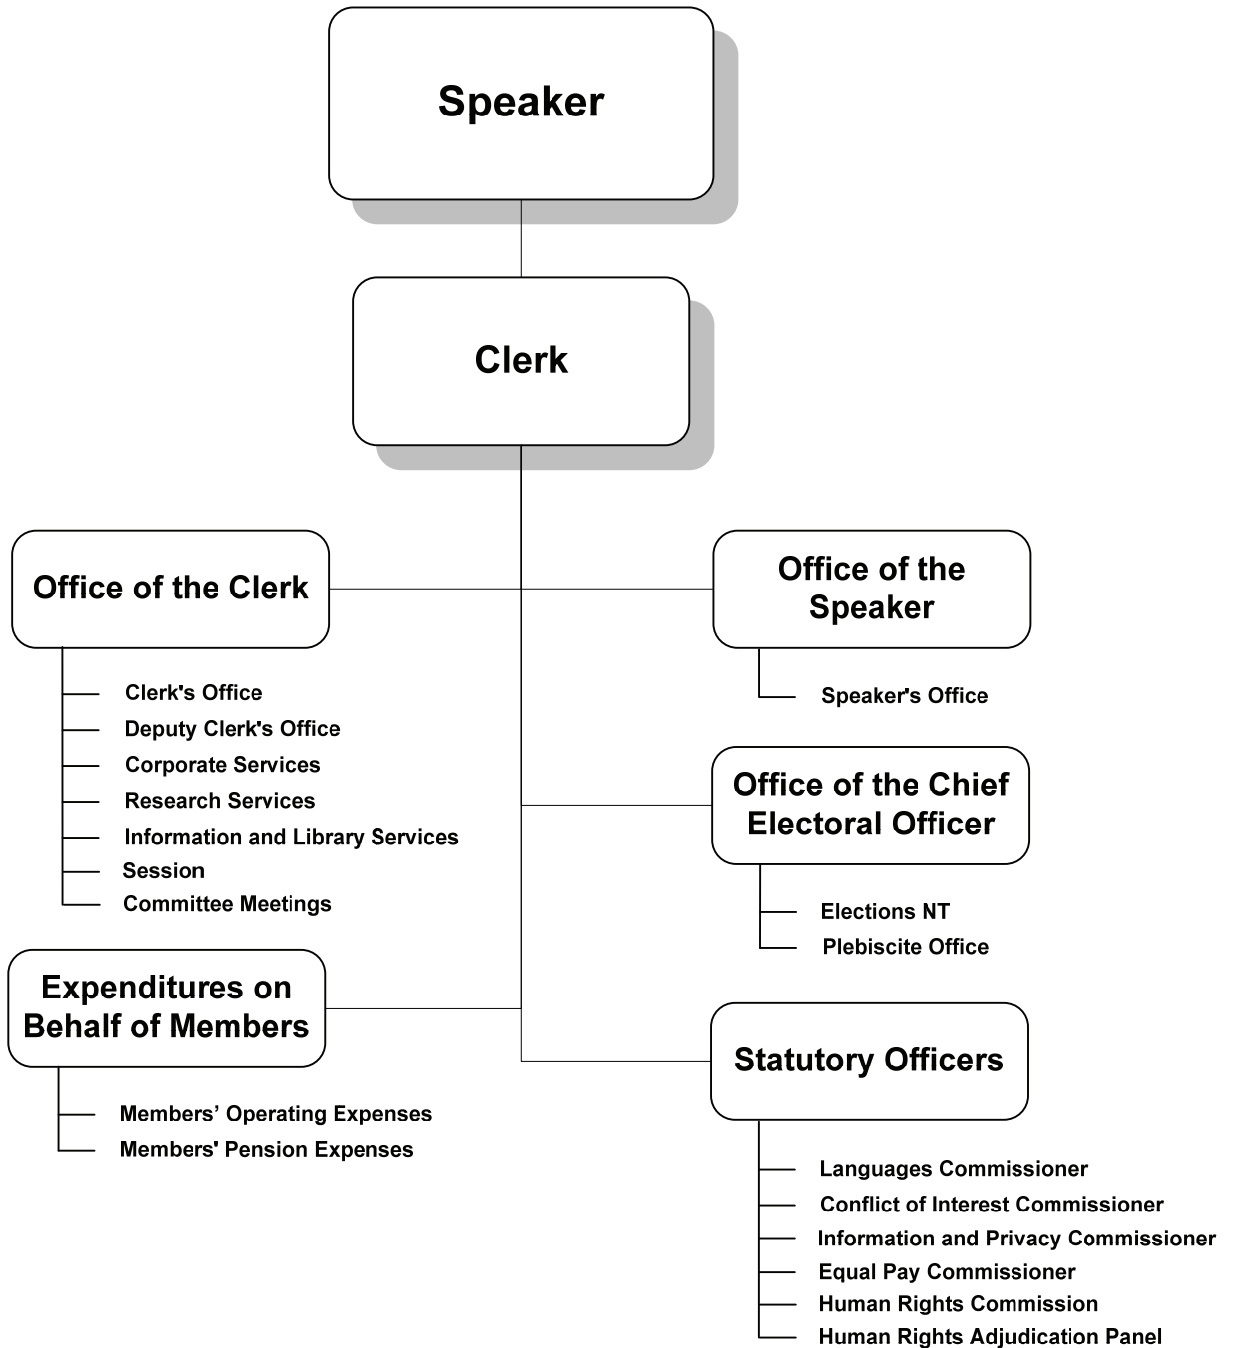 Speaker
Clerk
Office of the Clerk
Clerk's Office
Deputy Clerk's Office
Corporate Services
Research Services
Information and Library Services
Session
Committee Meetings
Expenditures on
Behalf of Members
Members’ Operating Expenses
Members' Pension Expenses
Office of the
Speaker
Speaker's Office
Office of the Chief
Electoral Officer
Elections NT
Plebiscite Office
Statutory Officers
Languages Commissioner
Conflict of Interest Commissioner
Information and Privacy Commissioner
Equal Pay Commissioner
Human Rights Commission
Human Rights Adjudication Panel